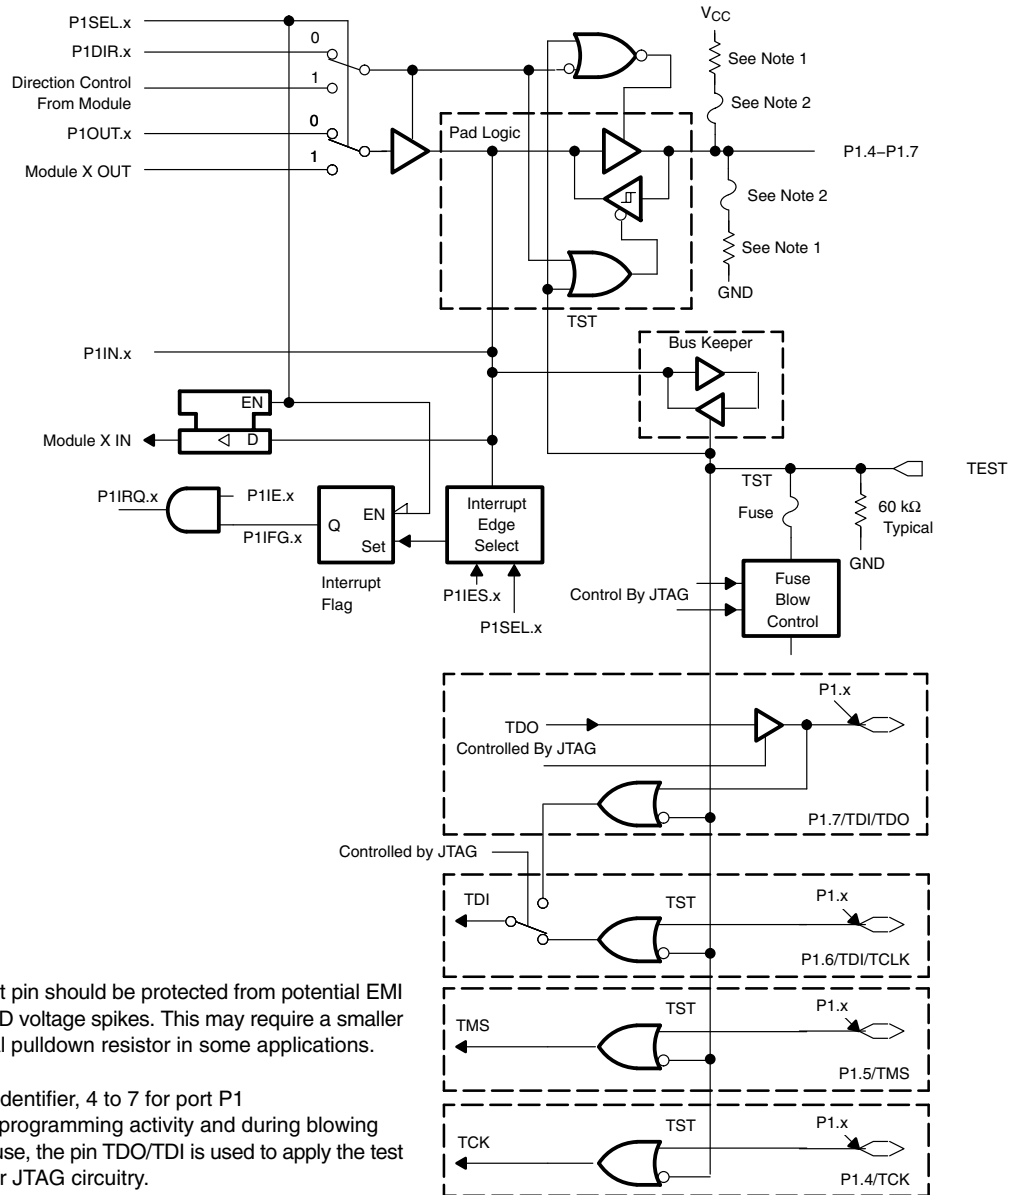 P1SEL.x
P1DIR.x
Direction Control
From Module
P1OUT.x
Module X OUT
0
1
0
1
Pad Logic
TST
VCC
See Note 1
See Note 2
P1.4–P1.7
See Note 2
See Note 1
GND
P1IN.x
Bus Keeper
EN
D
Module X IN
TST
TEST
Fuse
60 kΩ
Typical
GND
P1IRQ.x
P1IE.x
P1IFG.x
Q
EN
Set
Interrupt
Flag
Interrupt
Edge
Select
P1IES.x
P1SEL.x
Control By JTAG
Fuse
Blow
Control
P1.x
TDO
Controlled By JTAG
P1.7/TDI/TDO
Controlled by JTAG
TDI
TST
P1.x
P1.6/TDI/TCLK
TMS
TST
P1.x
P1.5/TMS
TCK
TST
P1.x
P1.4/TCK
t pin should be protected from potential EMI
D voltage spikes. This may require a smaller
l pulldown resistor in some applications.
dentifier, 4 to 7 for port P1
programming activity and during blowing
use, the pin TDO/TDI is used to apply the test
r JTAG circuitry.